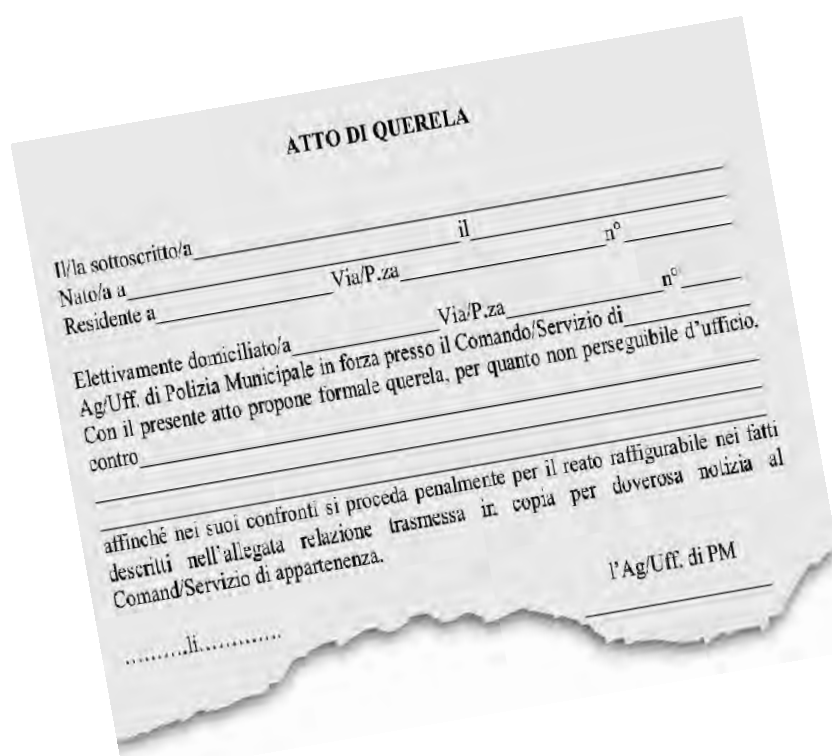 ATTO DI QUERELA
Il/la sottoscritto/a
Nato/a a il
Residente a Via/P.za n°
Elettivamente domiciliato/a Via/P.za n°
Ag/Uff. di Polizia Municipale in forza presso il Comando/Servizio di
Con il presente atto propone formale querela, per quanto non perseguibile d'ufficio.
contro
affinché nei suoi confronti si proceda penalmente per il reato raffigurabile nei fatti
descritti nell'allegata relazione trasmessa in copia per doverosa notizia al
Comand/Servizio di appartenenza.
l'Ag/Uff. di PM
..........li.............